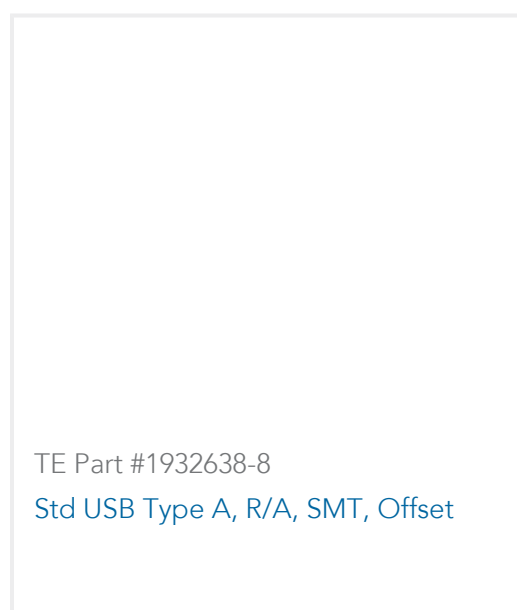 TE Part #1932638-8
Std USB Type A, R/A, SMT, Offset